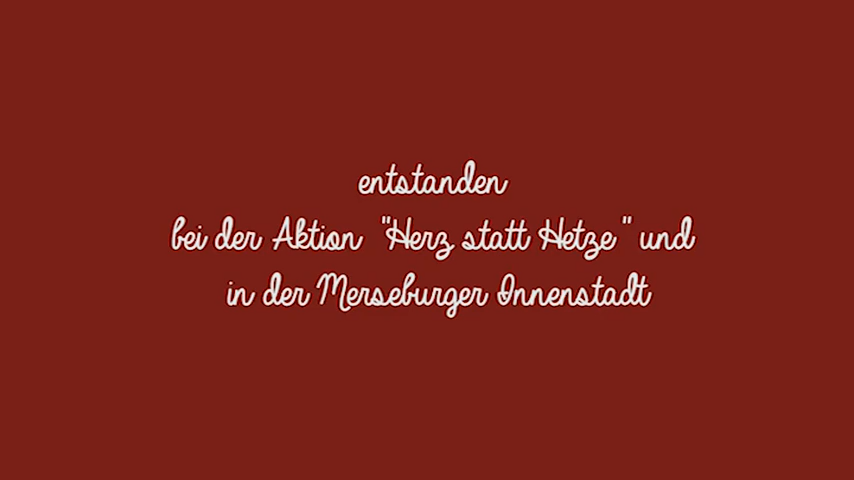 entstanden
bei der Aktion "Herz statt Hetze" und
in der Merseburger Innenstadt